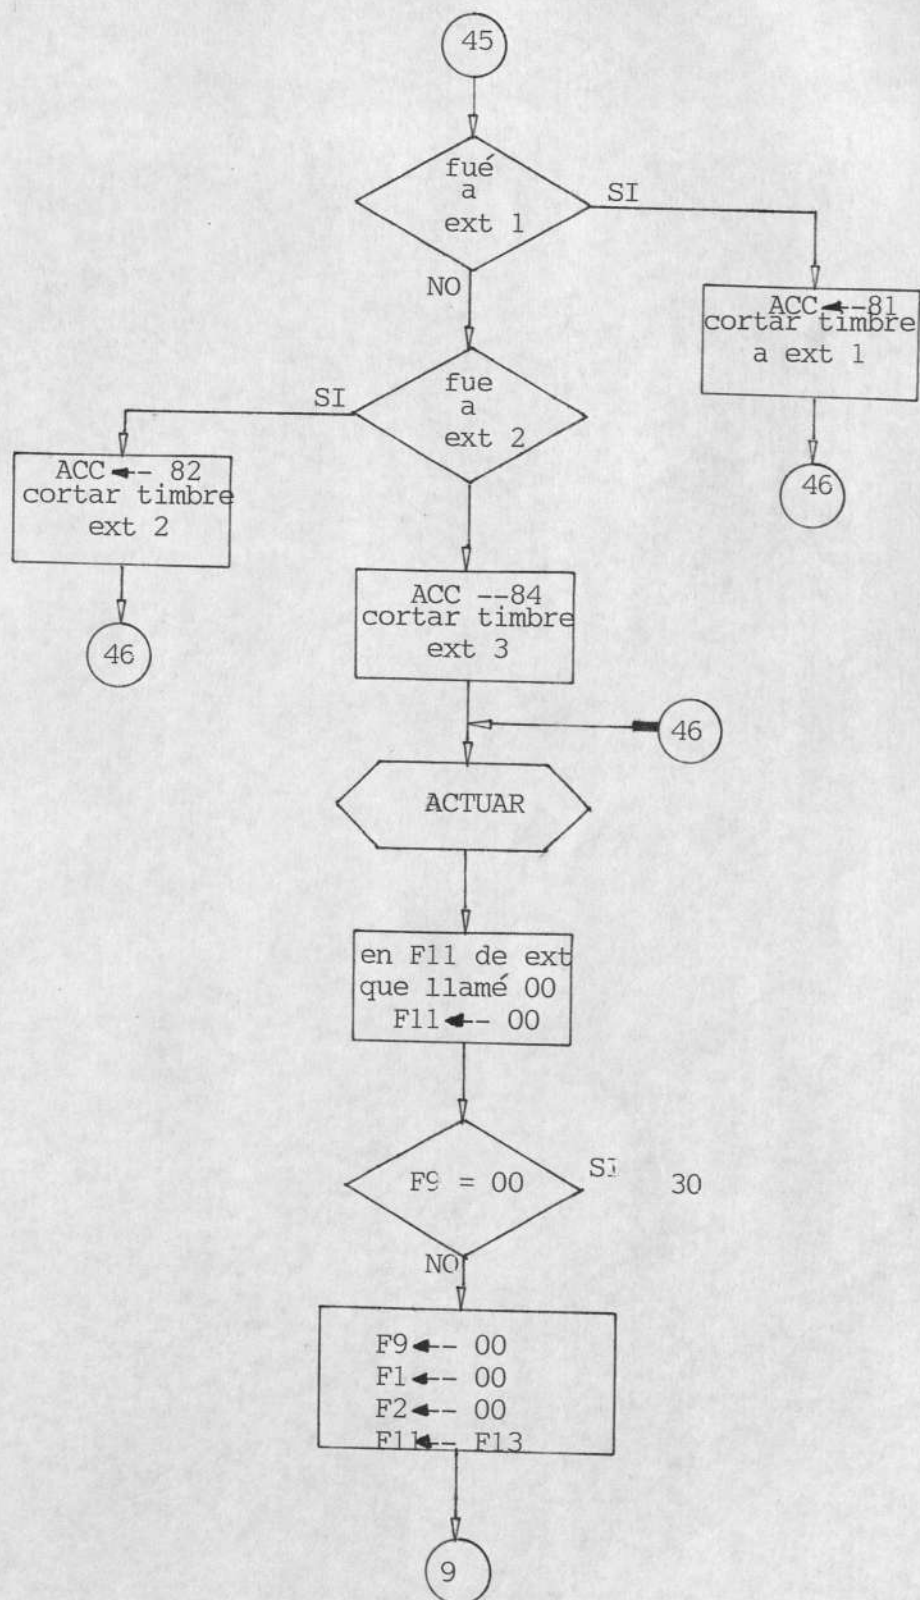 45
fué
a
ext 1
SI
NO
ACC ◄--81
cortar timbre
a ext 1
46
fue
a
ext 2
SI
ACC ◄-- 82
cortar timbre
ext 2
46
ACC --84
cortar timbre
ext 3
46
ACTUAR
en F11 de ext
que llamé 00
F11 ◄-- 00
F9 = 00
SI
30
NO
F9 ◄-- 00
F1 ◄-- 00
F2 ◄-- 00
F11 ◄-- F13
9